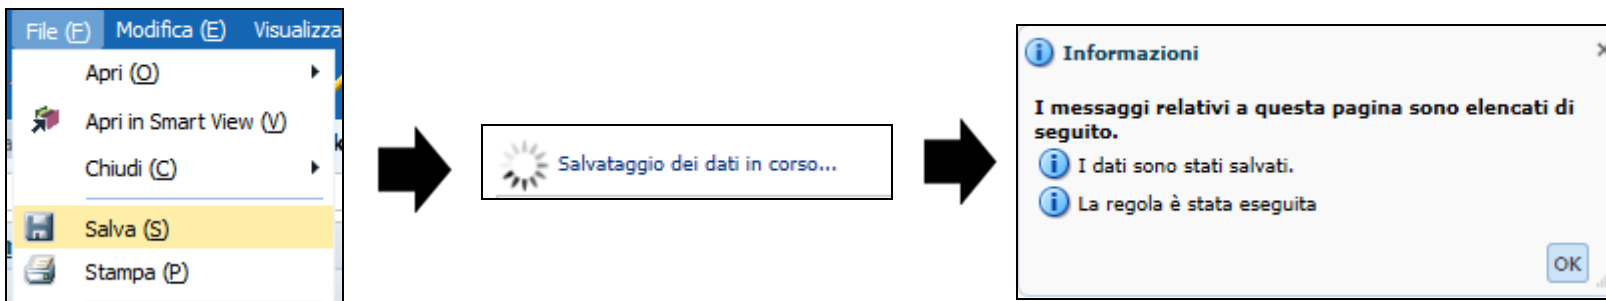 File (F) Modifica (E) Visualizza
Apri (O)
Apri in Smart View (V)
Chiudi (C)
Salva (S)
Stampa (P)
Salvataggio dei dati in corso...
Informazioni
I messaggi relativi a questa pagina sono elencati di
seguito.
I dati sono stati salvati.
La regola è stata eseguita
OK